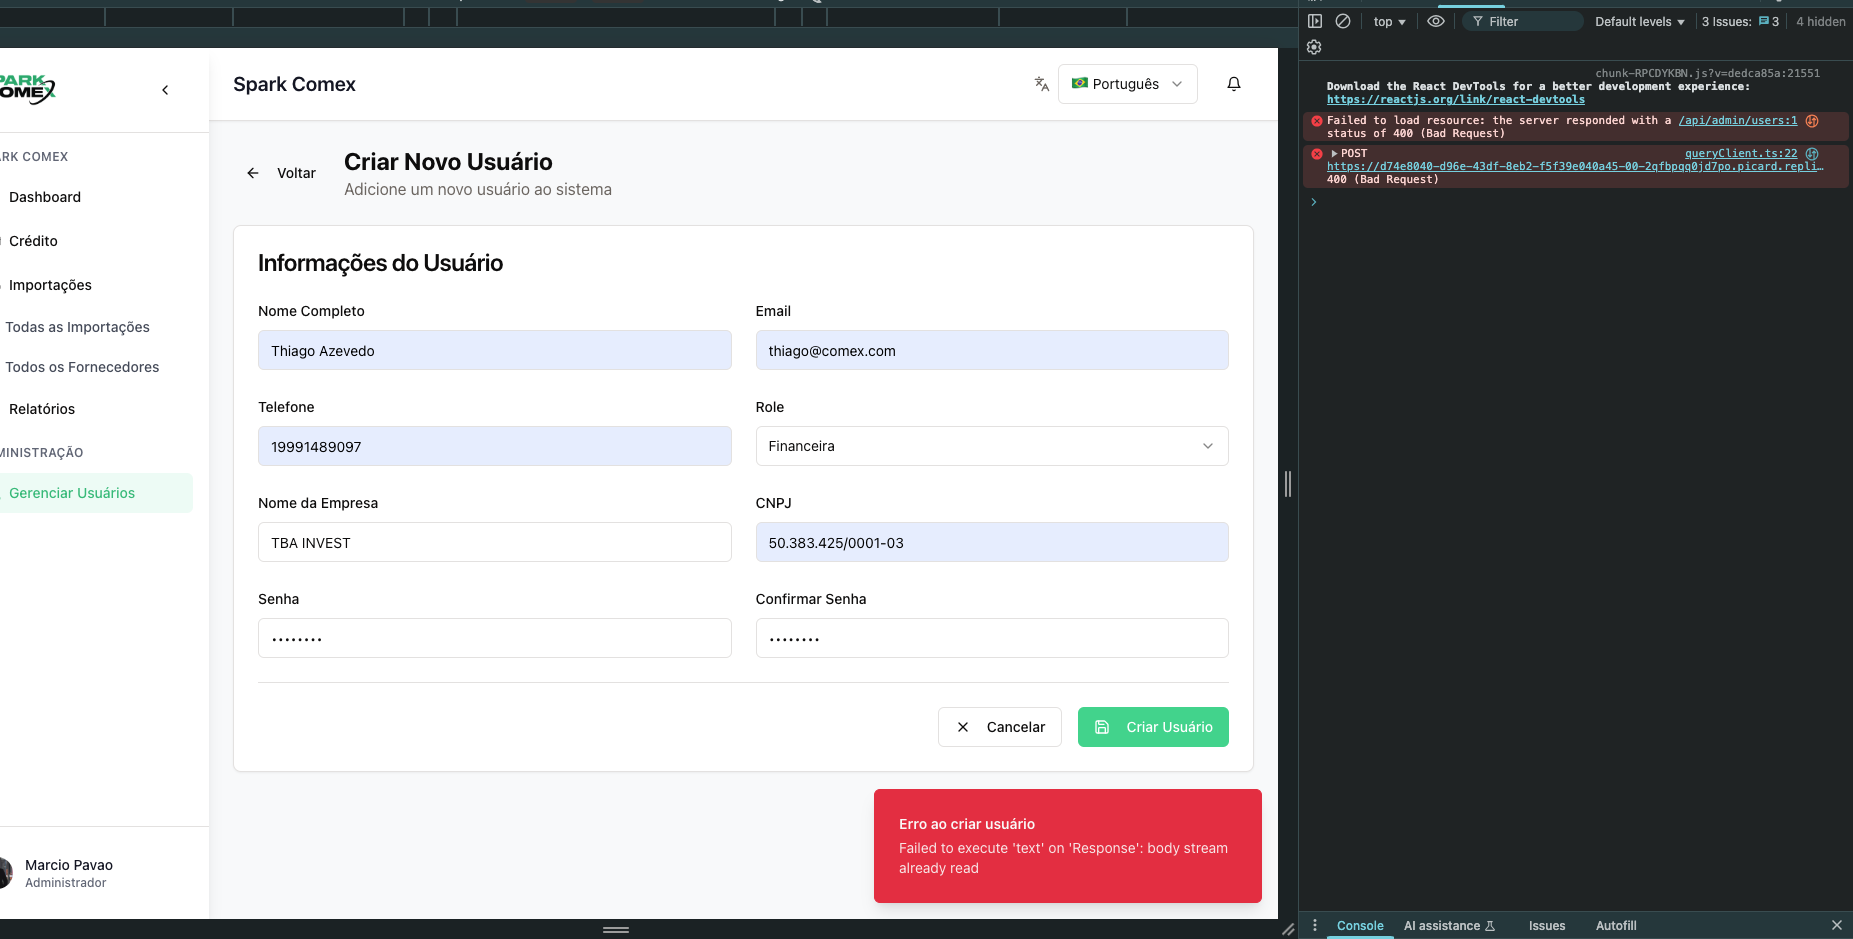 PARK
OMEX
Spark Comex
Português
RK COMEX
Dashboard
Crédito
Importações
Todas as Importações
Todos os Fornecedores
Relatórios
MINISTRAÇÃO
Gerenciar Usuários
Marcio Pavao
Administrador
Voltar
Criar Novo Usuário
Adicione um novo usuário ao sistema
Informações do Usuário
Nome Completo
Email
Thiago Azevedo
thiago@comex.com
Telefone
Role
19991489097
Financeira
Nome da Empresa
CNPJ
TBA INVEST
50.383.425/0001-03
Senha
Confirmar Senha
••••••••
••••••••
Cancelar
Criar Usuário
Erro ao criar usuário
Failed to execute 'text' on 'Response': body stream
already read
top
Filter
Default levels
3 Issues:
3
4 hidden
chunk-RPCDYKBN.js?v=dedca85a:21551
Download the React DevTools for a better development experience:
https://reactjs.org/link/react-devtools
Failed to load resource: the server responded with a /api/admin/users:1
status of 400 (Bad Request)
POST queryClient.ts:22
https://d74e8040-d96e-43df-8eb2-f5f39e040a45-00-2qfbpqq0jd7po.picard.repli…
400 (Bad Request)
Console
AI assistance
Issues
Autofill